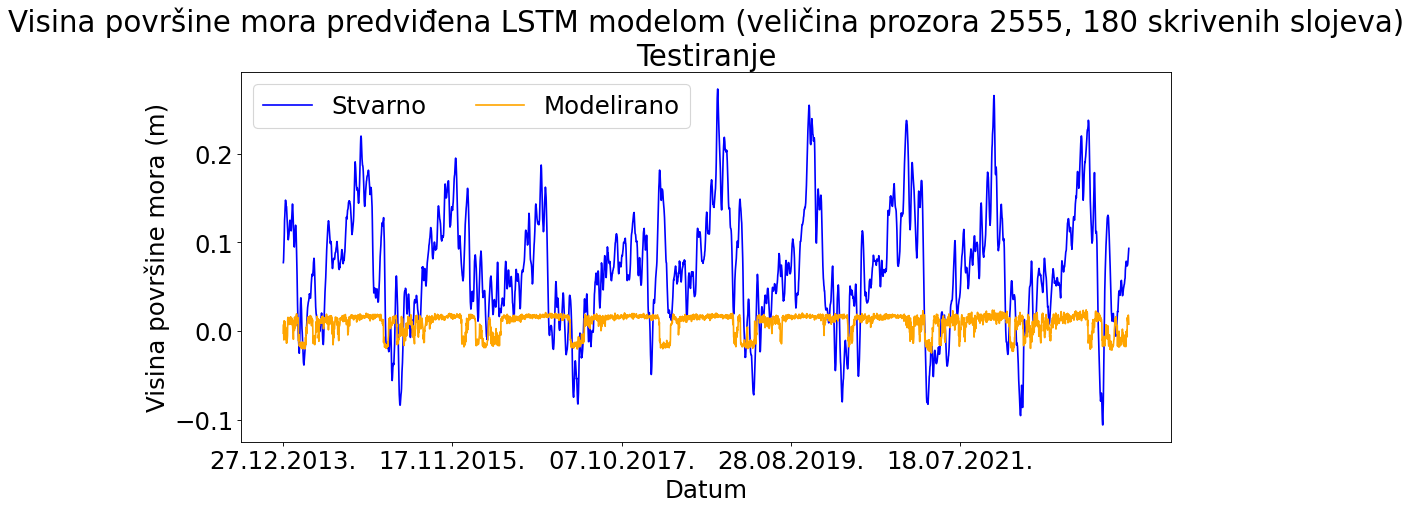 Visina površine mora predviđena LSTM modelom (veličina prozora 2555, 180 skrivenih slojeva)
Testiranje
Stvarno Modelirano
Visina površine mora (m)
0.2
0.1
0.0
−0.1
27.12.2013. 17.11.2015. 07.10.2017. 28.08.2019. 18.07.2021.
Datum